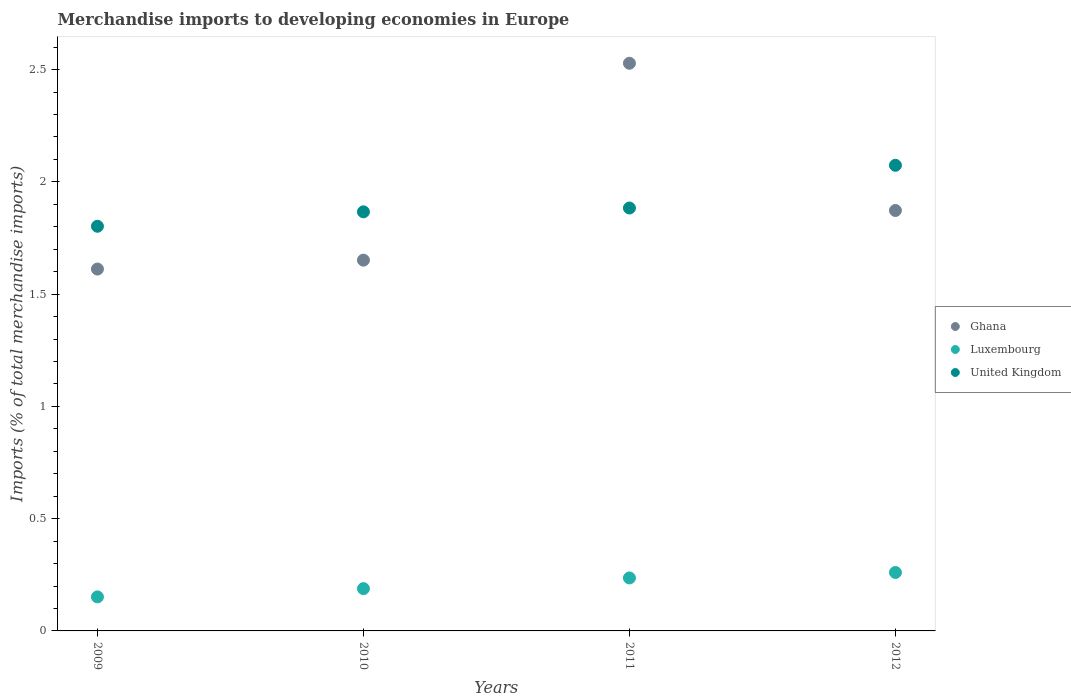 Merchandise imports to developing economies in Europe
Imports (% of total merchandise imports)
2.5
2
1.5
1
0.5
0
2009
2010
2011
2012
Years
Ghana
Luxembourg
United Kingdom